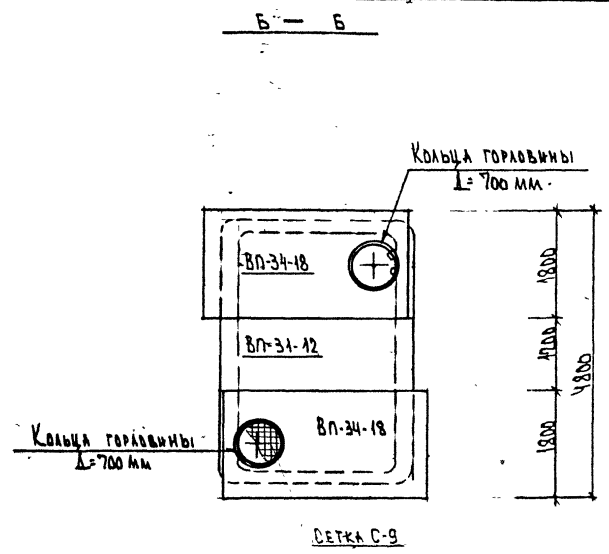 Б — Б
КОЛЬЦА ГОРЛОВИНЫ
Д=700 ММ.
ВП-34-18
ВП-31-12
ВП-34-18
КОЛЬЦА ГОРЛОВИНЫ
Д=700 ММ
1800
1200
1800
4800
СЕТКА С-9